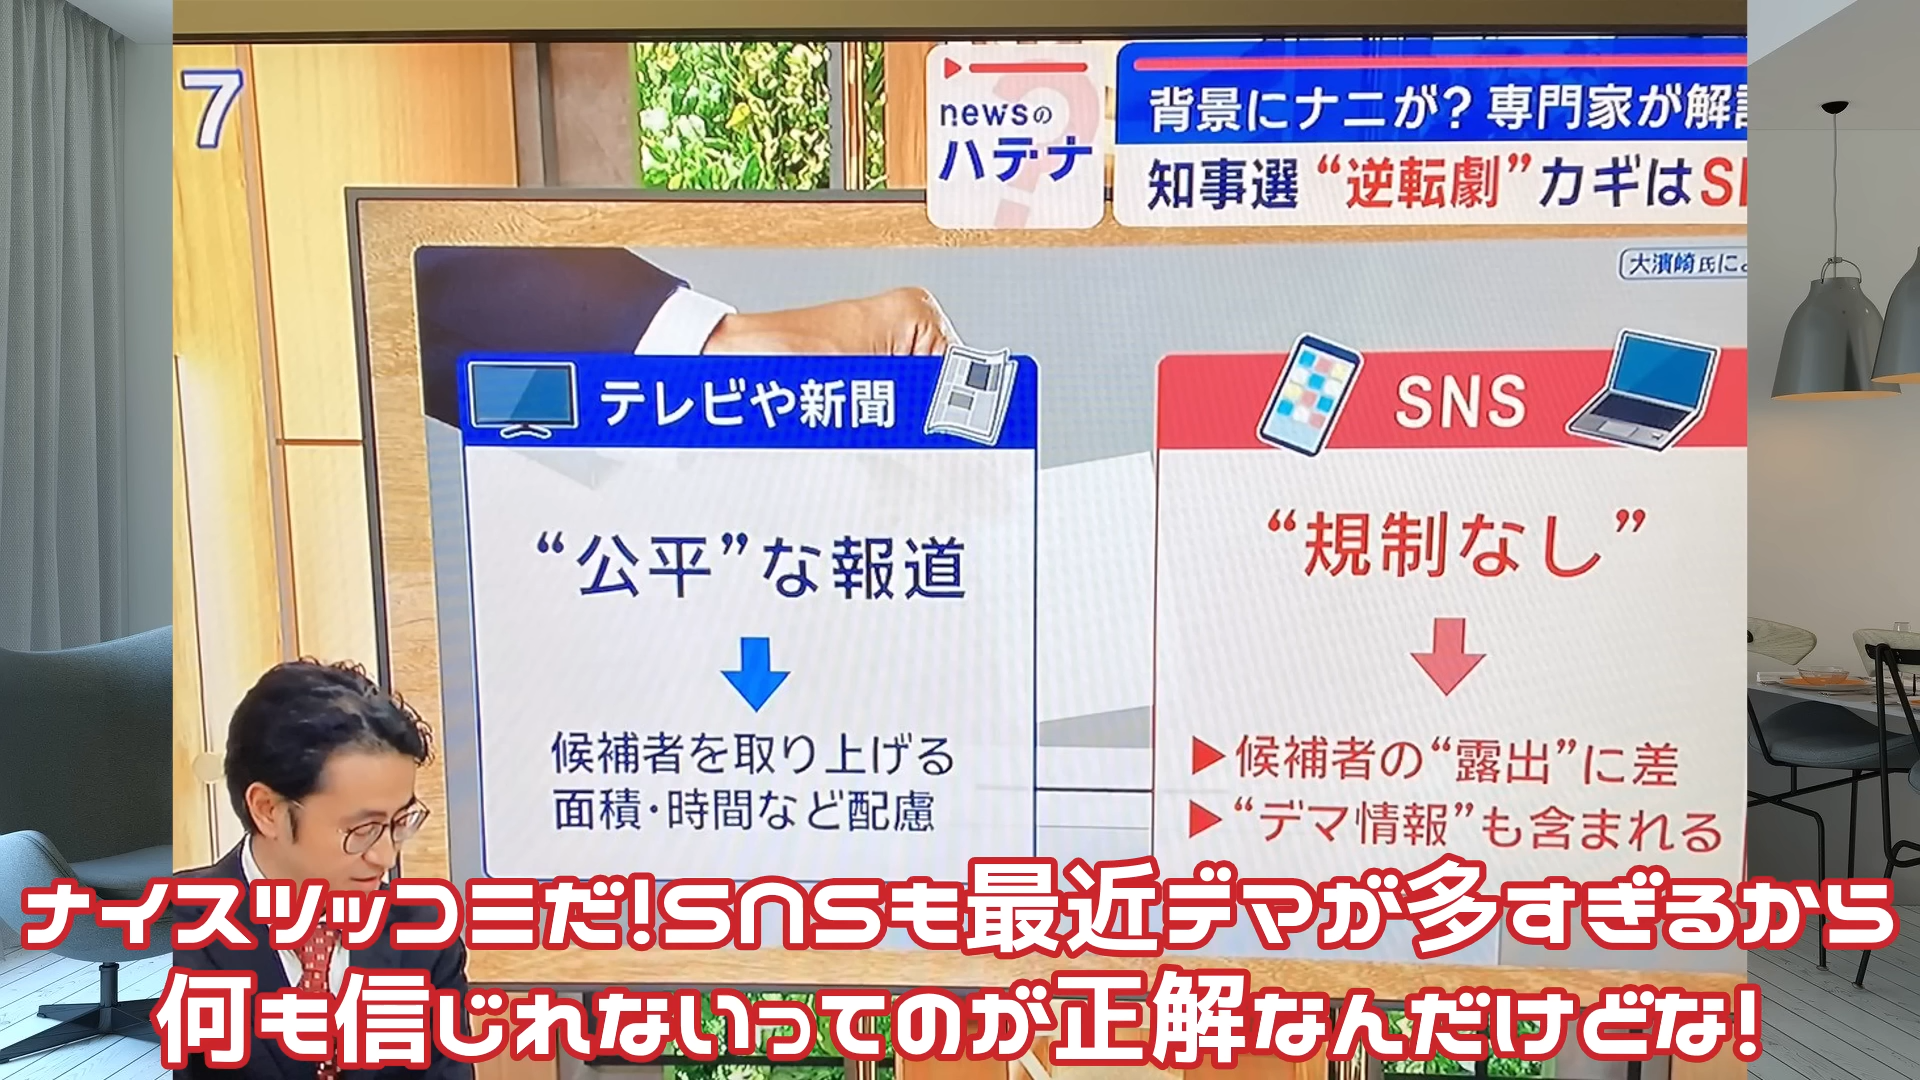 7
newsの
ハテナ
背景にナニが?専門家が解
知事選“逆転劇”カギはS
大濱崎氏に
テレビや新聞
“公平”な報道
候補者を取り上げる
面積・時間など配慮
SNS
“規制なし”
▶候補者の“露出”に差
▶“デマ情報”も含まれる
ナイスツッコミだ!SNSも最近デマが多すぎるから
何も信じれないってのが正解なんだけどな!